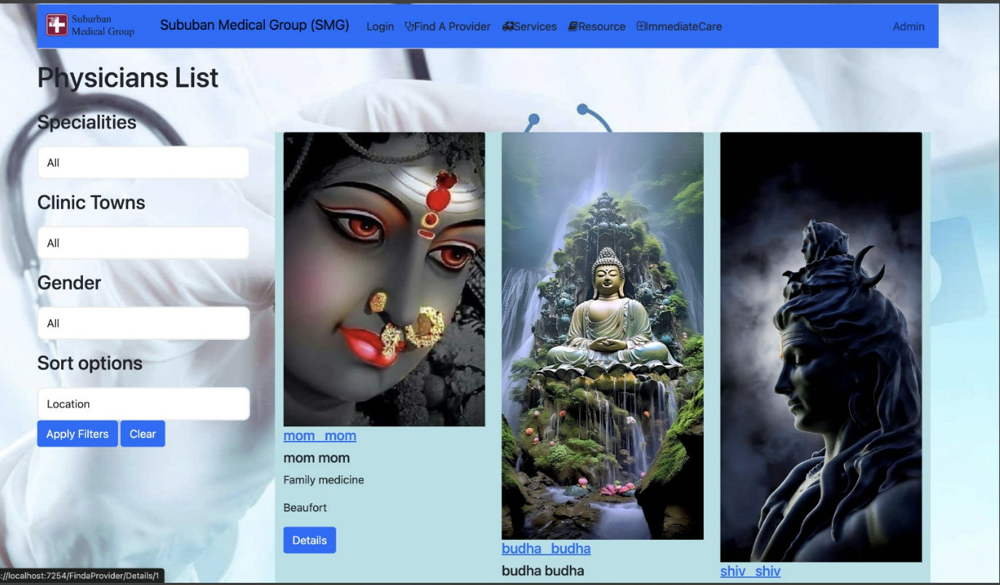 Suburban
Medical Group
Sububan Medical Group (SMG) Login Find A Provider Services Resource ImmediateCare Admin
Physicians List
Specialities
All
Clinic Towns
All
Gender
All
Sort options
Location
Apply Filters Clear
mom mom
mom mom
Family medicine
Beaufort
Details
budha budha
budha budha
shiv shiv
://localhost:7254/FindaProvider/Details/1